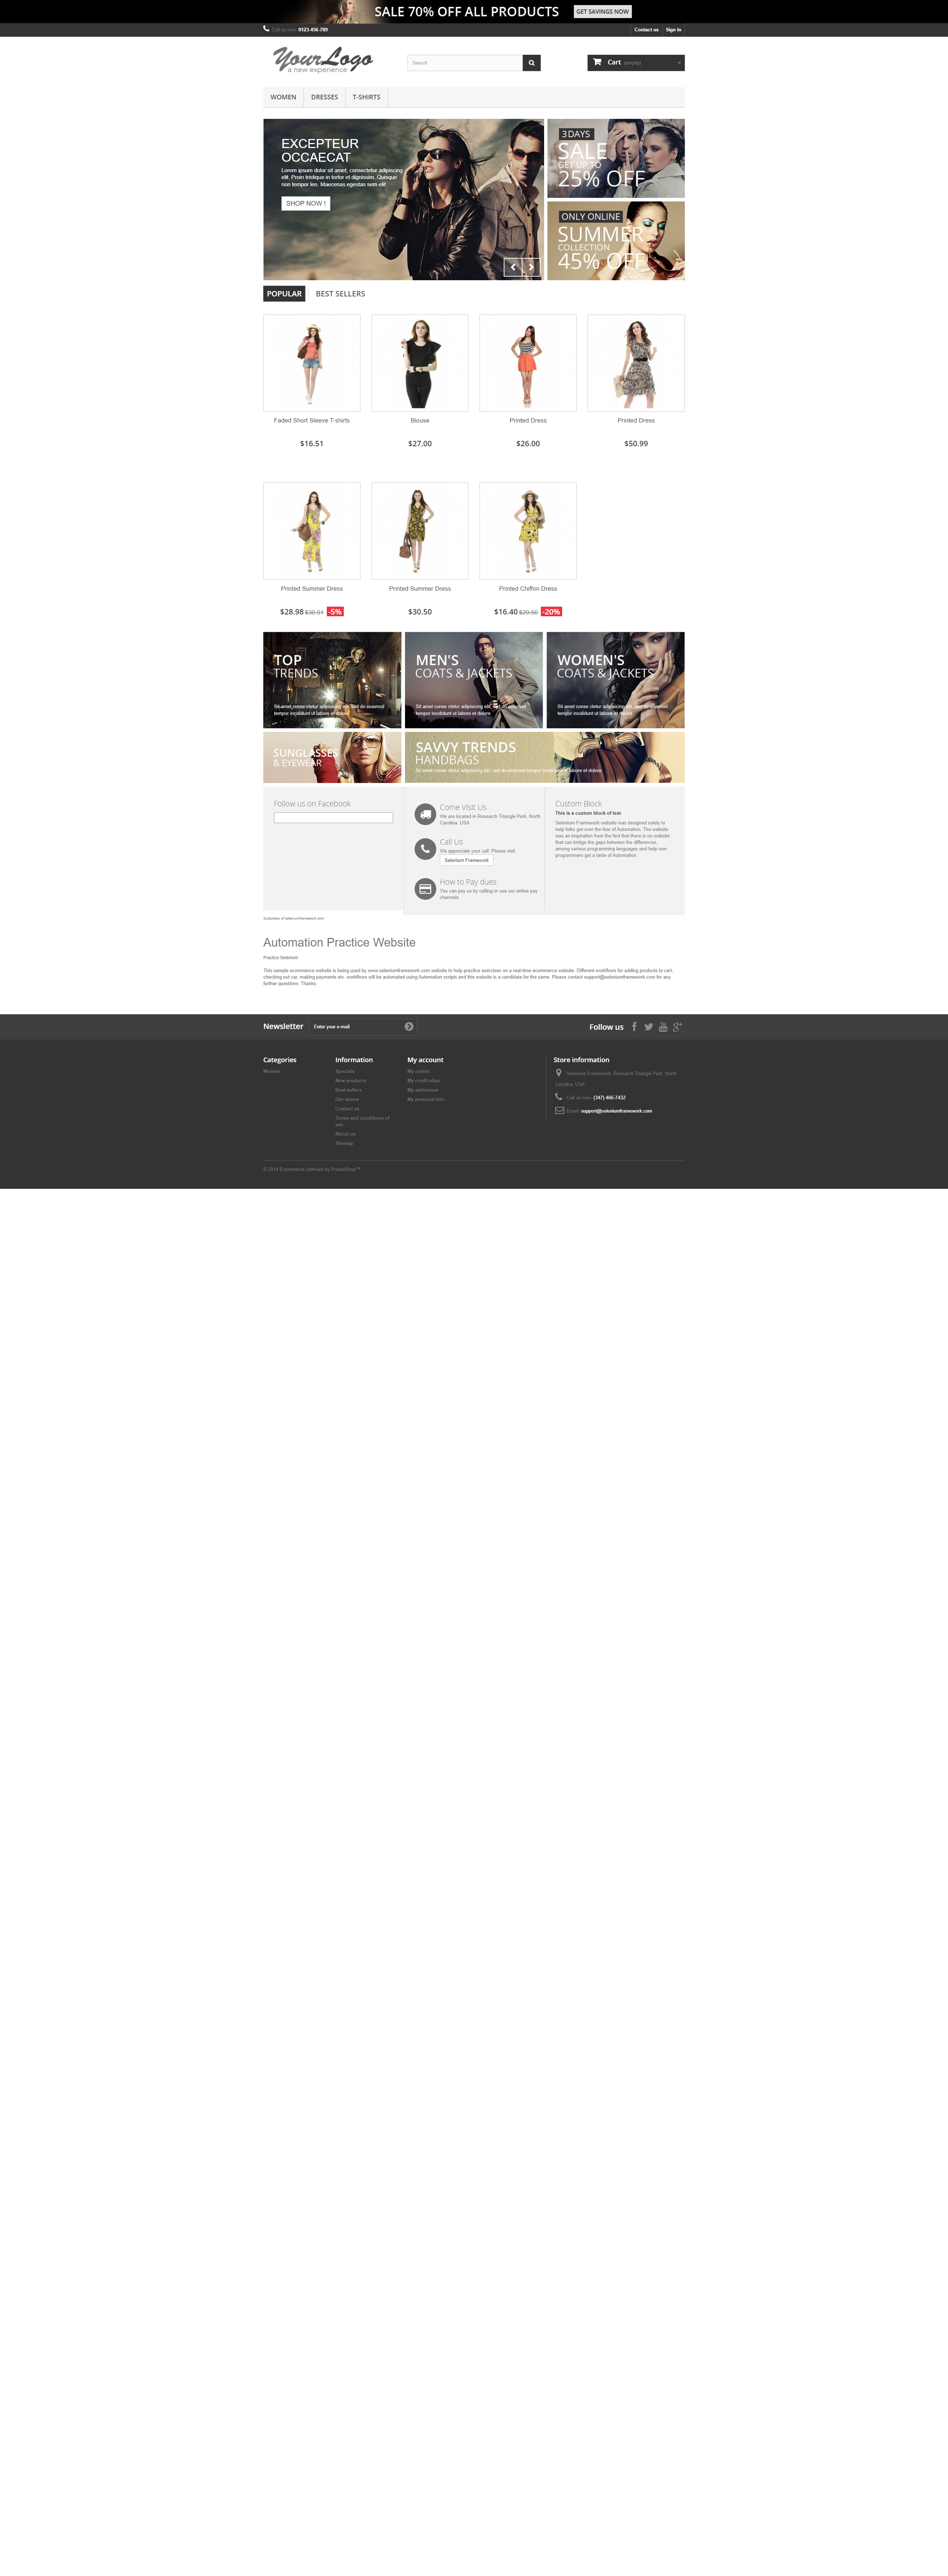 SALE 70% OFF ALL PRODUCTS GET SAVINGS NOW
Call us now: 0123-456-789 Contact us Sign in
YourLogo
a new experience
Search
Cart (empty)
WOMEN DRESSES T-SHIRTS
EXCEPTEUR
OCCAECAT
Lorem ipsum dolor sit amet, consectetur adipiscing
elit. Proin tristique in tortor et dignissim. Quisque
non tempor leo. Maecenas egestas sem elit
SHOP NOW !
3 DAYS
SALE
GET UP TO
25% OFF
ONLY ONLINE
SUMMER
COLLECTION
45% OFF
POPULAR BEST SELLERS
Faded Short Sleeve T-shirts
$16.51
Blouse
$27.00
Printed Dress
$26.00
Printed Dress
$50.99
Printed Summer Dress
$28.98 $30.51 -5%
Printed Summer Dress
$30.50
Printed Chiffon Dress
$16.40 $20.50 -20%
TOP
TRENDS
Sit amet conse ctetur adipisicing elit, sed do eiusmod
tempor incididunt ut labore et dolore
MEN'S
COATS & JACKETS
Sit amet conse ctetur adipisicing elit, sed do eiusmod
tempor incididunt ut labore et dolore
WOMEN'S
COATS & JACKETS
Sit amet conse ctetur adipisicing elit, sed do eiusmod
tempor incididunt ut labore et dolore
SUNGLASSES
& EYEWEAR
SAVVY TRENDS
HANDBAGS
Sit amet conse ctetur adipisicing elit, sed do eiusmod tempor incididunt ut labore et dolore
Follow us on Facebook
Come Visit Us
We are located in Research Triangle Park, North
Carolina, USA
Call Us
We appreciate your call. Please visit
Selenium Framework
How to Pay dues
You can pay us by calling or use our online pay
channels
Custom Block
This is a custom block of text
Selenium Framework website was designed solely to
help folks get over the fear of Automation. The website
was an inspiration from the fact that there is no website
that can bridge the gaps between the differences
among various programming languages and help non-
programmers get a taste of Automation.
Subsidiary of seleniumframework.com
Automation Practice Website
Practice Selenium
This sample ecommerce website is being used by www.seleniumframework.com website to help practice exercises on a real-time ecommerce website. Different workflows for adding products to cart,
checking out car, making payments etc. workflows will be automated using Automation scripts and this website is a candidate for the same. Please contact support@seleniumframework.com for any
further questions. Thanks.
Newsletter Enter your e-mail
Follow us
Categories
Women
Information
Specials
New products
Best sellers
Our stores
Contact us
Terms and conditions of
use
About us
Sitemap
My account
My orders
My credit slips
My addresses
My personal info
Store information
Selenium Framework, Research Triangle Park, North
Carolina, USA
Call us now: (347) 466-7432
Email: support@seleniumframework.com
© 2014 Ecommerce software by PrestaShop™